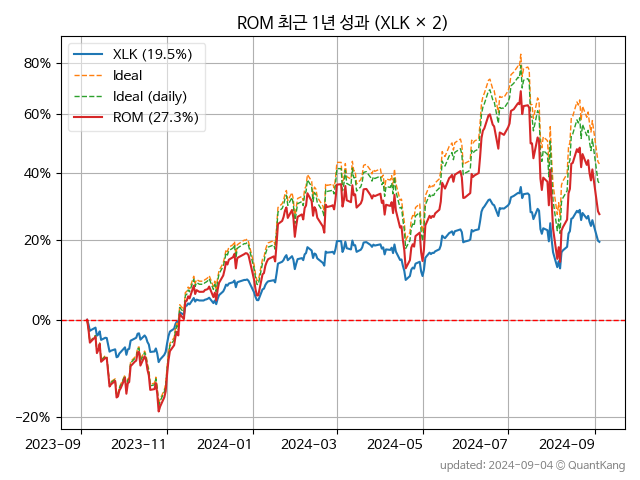 ROM 최근 1년 성과 (XLK × 2)
XLK (19.5%)
Ideal
Ideal (daily)
ROM (27.3%)
80%
60%
40%
20%
0%
−20%
2023−09 2023−11 2024−01 2024−03 2024−05 2024−07 2024−09
updated: 2024-09-04 © QuantKang